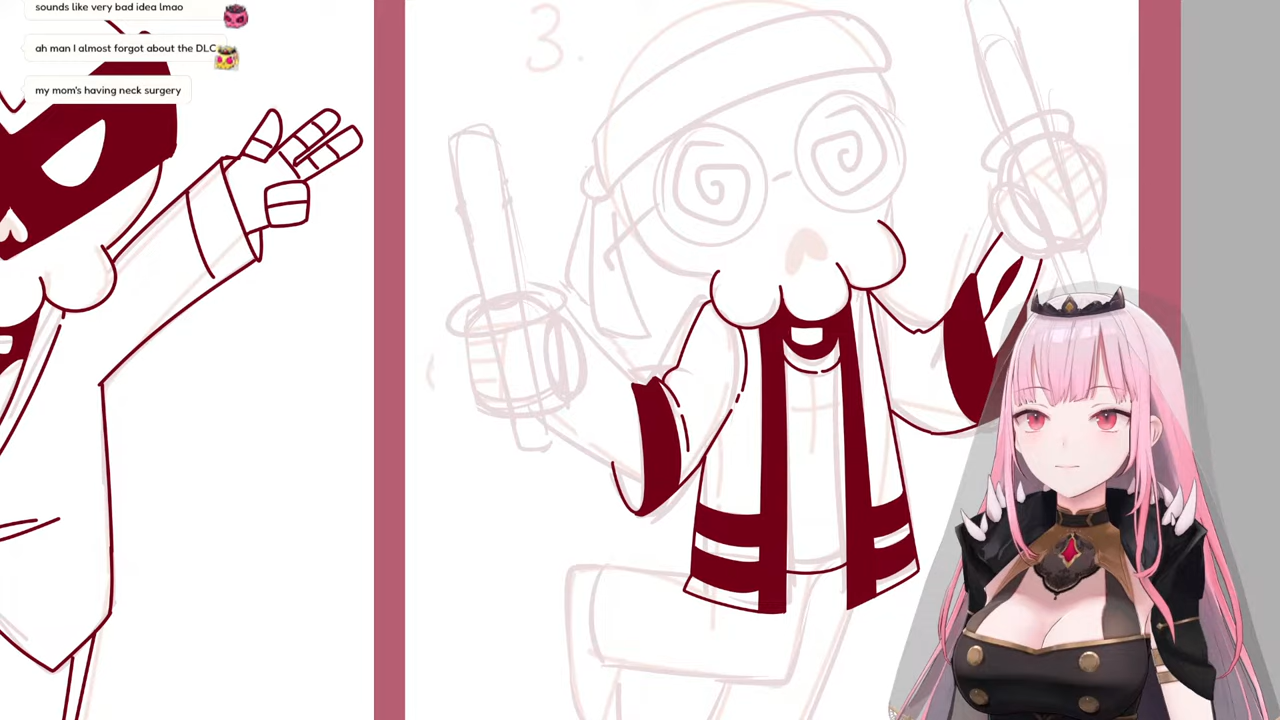 sounds like very bad idea lmao
ah man I almost forgot about the DLC
my mom's having neck surgery
3.